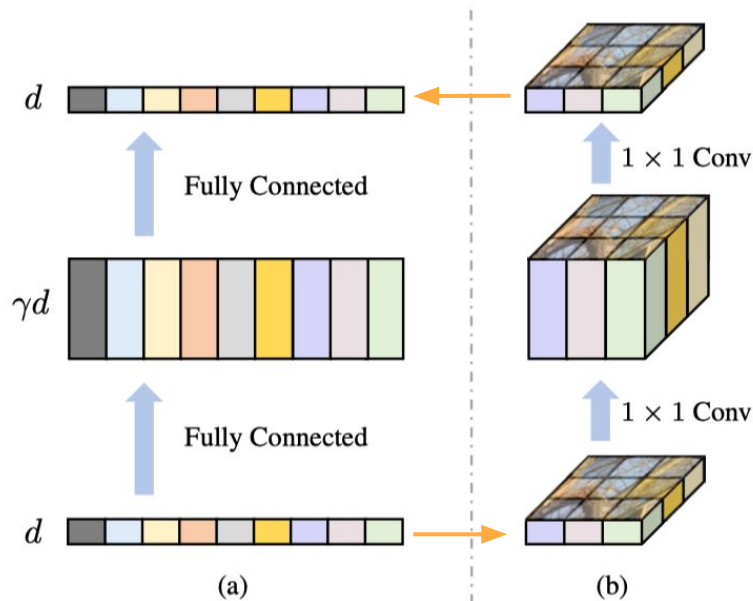 d
1 × 1 Conv
Fully Connected
γd
1 × 1 Conv
Fully Connected
d
(a)
(b)